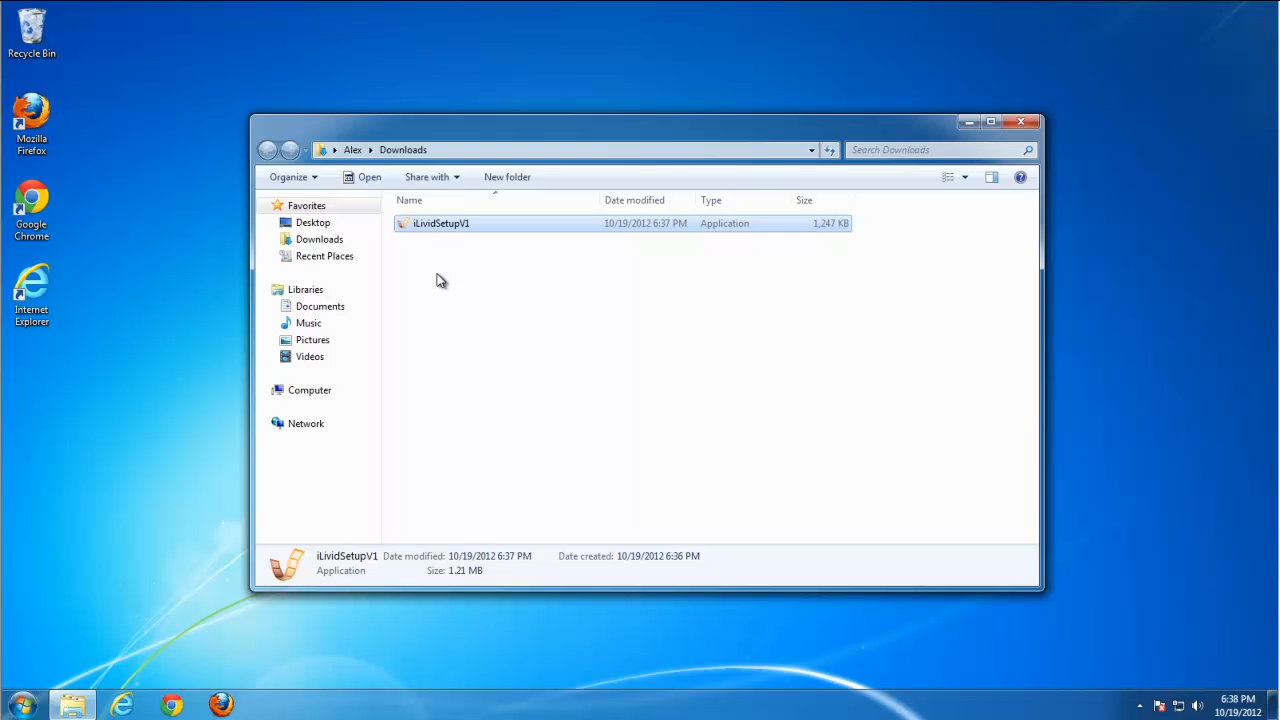 Recycle Bin
Mozilla
Firefox
Google
Chrome
Internet
Explorer
Alex
Downloads
Search Downloads
Organize
Open
Share with
New folder
Favorites
Desktop
Downloads
Recent Places
Libraries
Documents
Music
Pictures
Videos
Computer
Network
Name Date modified Type Size
iLividSetupV1 10/19/2012 6:37 PM Application 1,247 KB
iLividSetupV1 Date modified: 10/19/2012 6:37 PM Date created: 10/19/2012 6:36 PM
Application Size: 1.21 MB
6:38 PM
10/19/2012